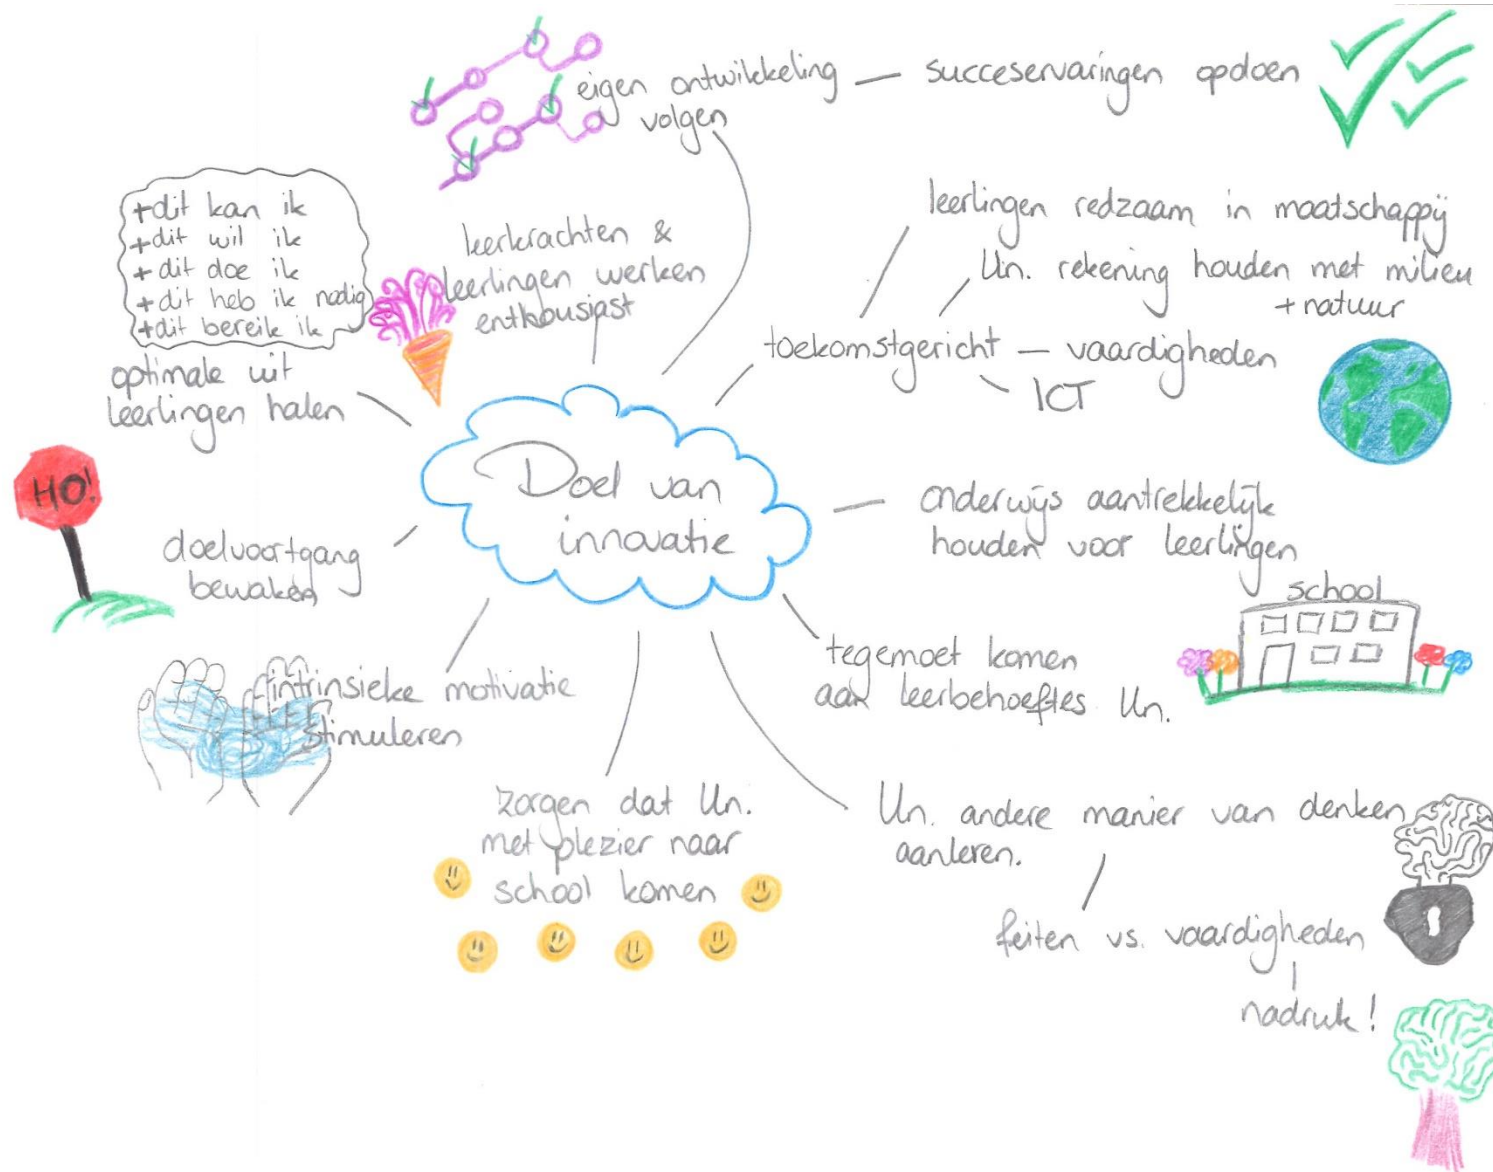 eigen ontwikkeling — succeservaringen opdoen
volgen
+ dit kan ik
+ dit wil ik
+ dit doe ik
+ dit heb ik nodig
+ dit bereik ik
optimale uit
leerlingen halen
leerkrachten &
leerlingen werken
enthousiast
leerlingen redzaam in maatschappij
lln. rekening houden met milieu
+ natuur
toekomstgericht — vaardigheden
ICT
Doel van
innovatie
HO!
doelvoortgang
bewaken
onderwijs aantrekkelijk
houden voor leerlingen
school
tegemoet komen
aan leerbehoeftes lln.
intrinsieke motivatie
stimuleren
zorgen dat lln.
met plezier naar
school komen
lln. andere manier van denken
aanleren.
feiten vs. vaardigheden
nadruk!